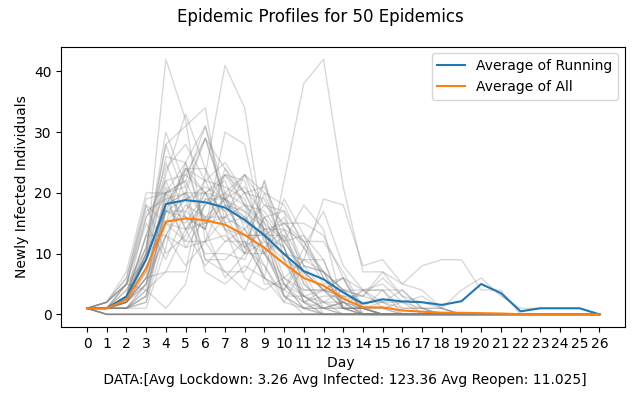 Epidemic Profiles for 50 Epidemics
Average of Running
Average of All
Newly Infected Individuals
40
30
20
10
0
0 1 2 3 4 5 6 7 8 9 10 11 12 13 14 15 16 17 18 19 20 21 22 23 24 25 26
Day
DATA:[Avg Lockdown: 3.26 Avg Infected: 123.36 Avg Reopen: 11.025]